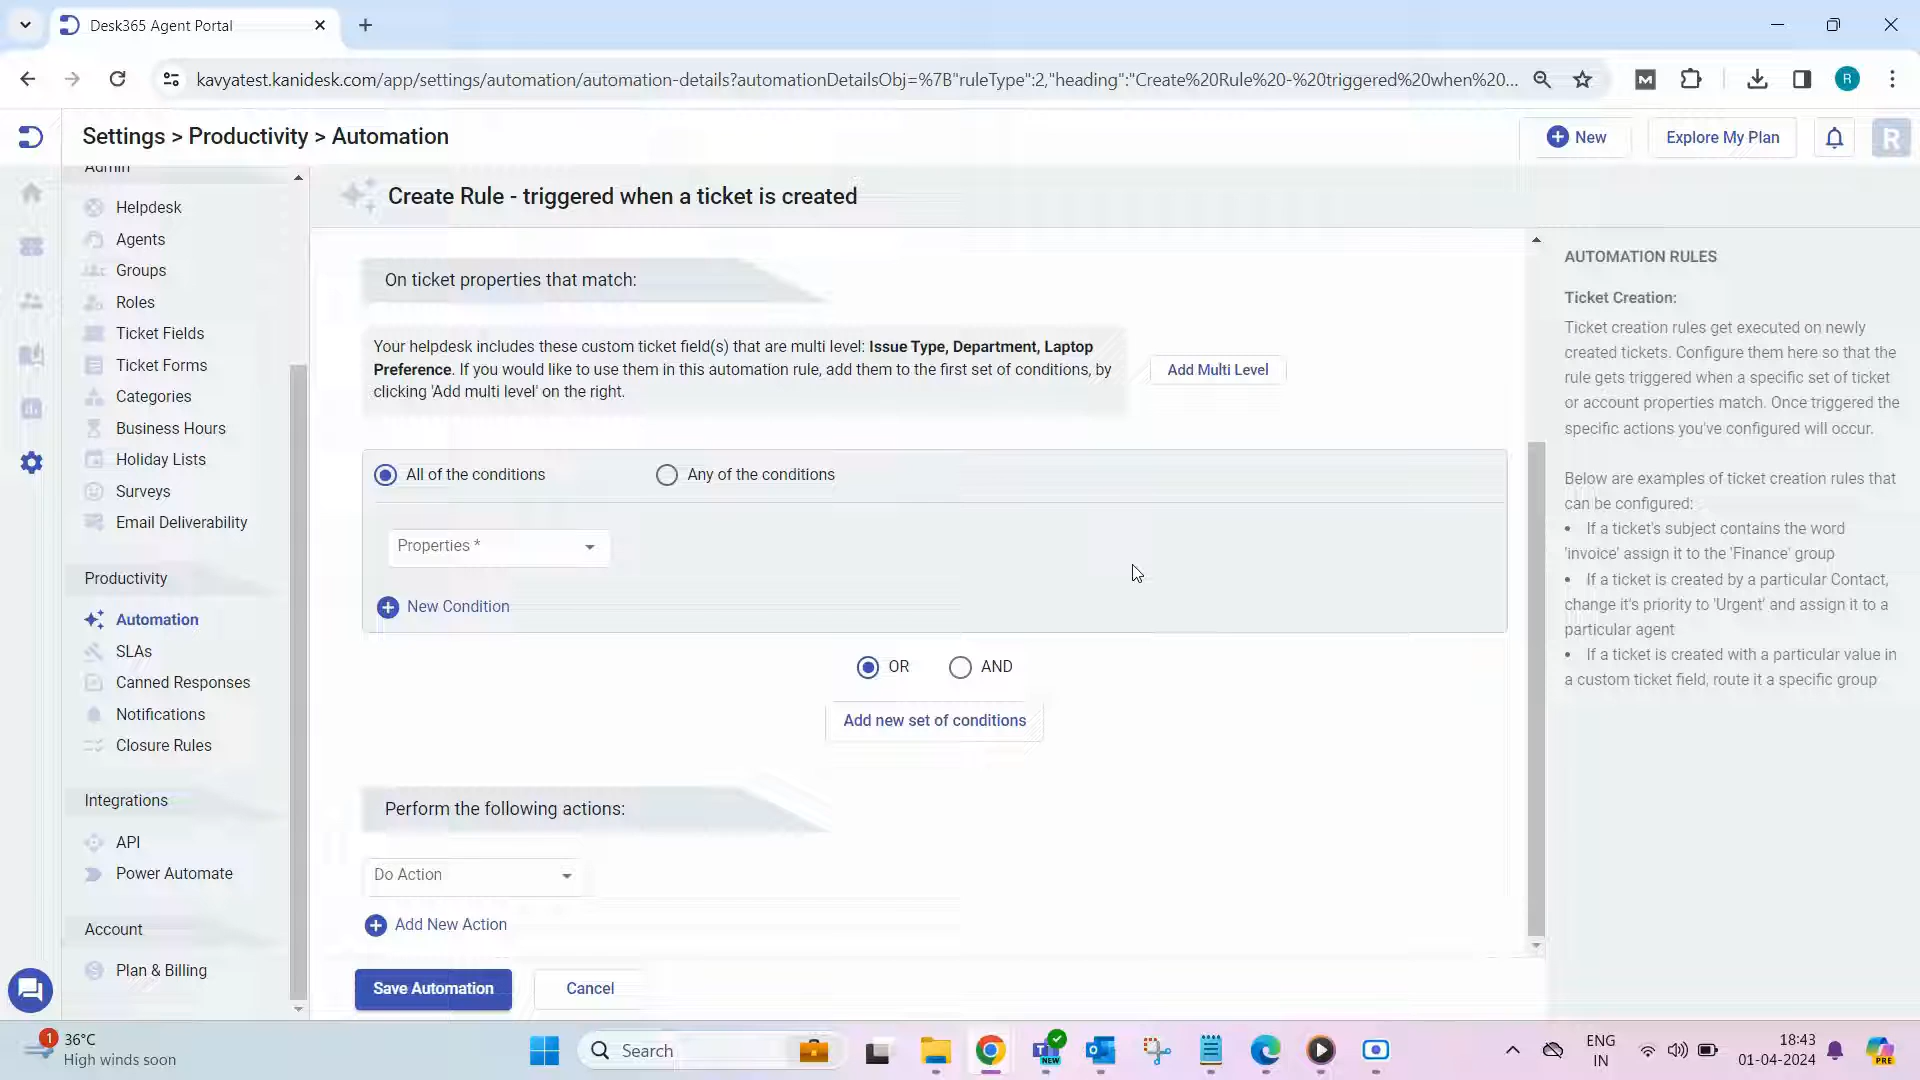 Desk365 Agent Portal
kavyatest.kanidesk.com/app/settings/automation/automation-details?automationDetailsObj=%7B"ruleType":2,"heading":"Create%20Rule%20-%20triggered%20when%20...
M
R
Settings > Productivity > Automation
New
Explore My Plan
R
Admin
Helpdesk
Agents
Groups
Roles
Ticket Fields
Ticket Forms
Categories
Business Hours
Holiday Lists
Surveys
Email Deliverability
Productivity
Automation
SLAs
Canned Responses
Notifications
Closure Rules
Integrations
API
Power Automate
Account
Plan & Billing
Create Rule - triggered when a ticket is created
On ticket properties that match:
Your helpdesk includes these custom ticket field(s) that are multi level: Issue Type, Department, Laptop
Preference. If you would like to use them in this automation rule, add them to the first set of conditions, by
clicking 'Add multi level' on the right.
Add Multi Level
All of the conditions
Any of the conditions
Properties *
New Condition
OR
AND
Add new set of conditions
Perform the following actions:
Do Action
Add New Action
Save Automation
Cancel
AUTOMATION RULES
Ticket Creation:
Ticket creation rules get executed on newly
created tickets. Configure them here so that the
rule gets triggered when a specific set of ticket
or account properties match. Once triggered the
specific actions you've configured will occur.
Below are examples of ticket creation rules that
can be configured:
• If a ticket's subject contains the word
'invoice' assign it to the 'Finance' group
• If a ticket is created by a particular Contact,
change it's priority to 'Urgent' and assign it to a
particular agent
• If a ticket is created with a particular value in
a custom ticket field, route it a specific group
1
36°C
High winds soon
Search
NEW
ENG
IN
18:43
01-04-2024
PRE